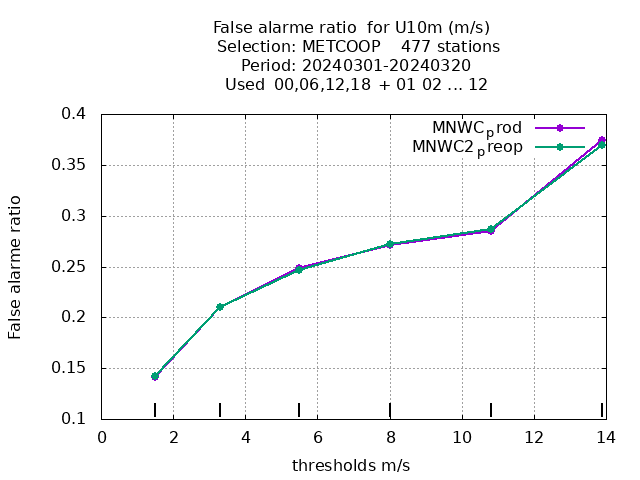 False alarme ratio  for U10m (m/s)
Selection: METCOOP    477 stations
Period: 20240301-20240320
Used  00,06,12,18 + 01 02 ... 12
MNWC_prod
MNWC2_preop
0.4
0.35
0.3
0.25
0.2
0.15
0.1
False alarme ratio
0 2 4 6 8 10 12 14
thresholds m/s